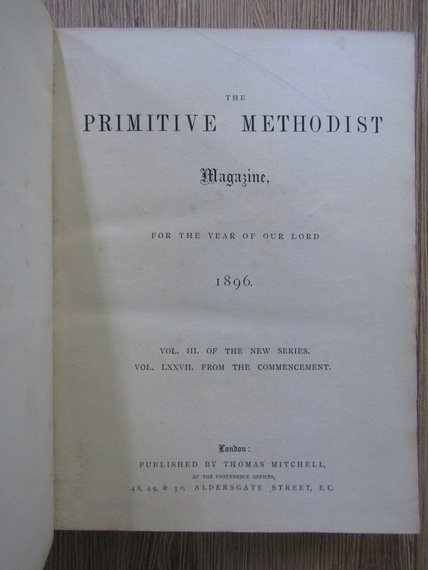 THE
PRIMITIVE METHODIST
Magazine,
FOR THE YEAR OF OUR LORD
1896.
VOL. III. OF THE NEW SERIES.
VOL. LXXVII. FROM THE COMMENCEMENT.
London:
PUBLISHED BY THOMAS MITCHELL,
AT THE CONFERENCE OFFICES,
48, 49, & 50, ALDERSGATE STREET, E.C.